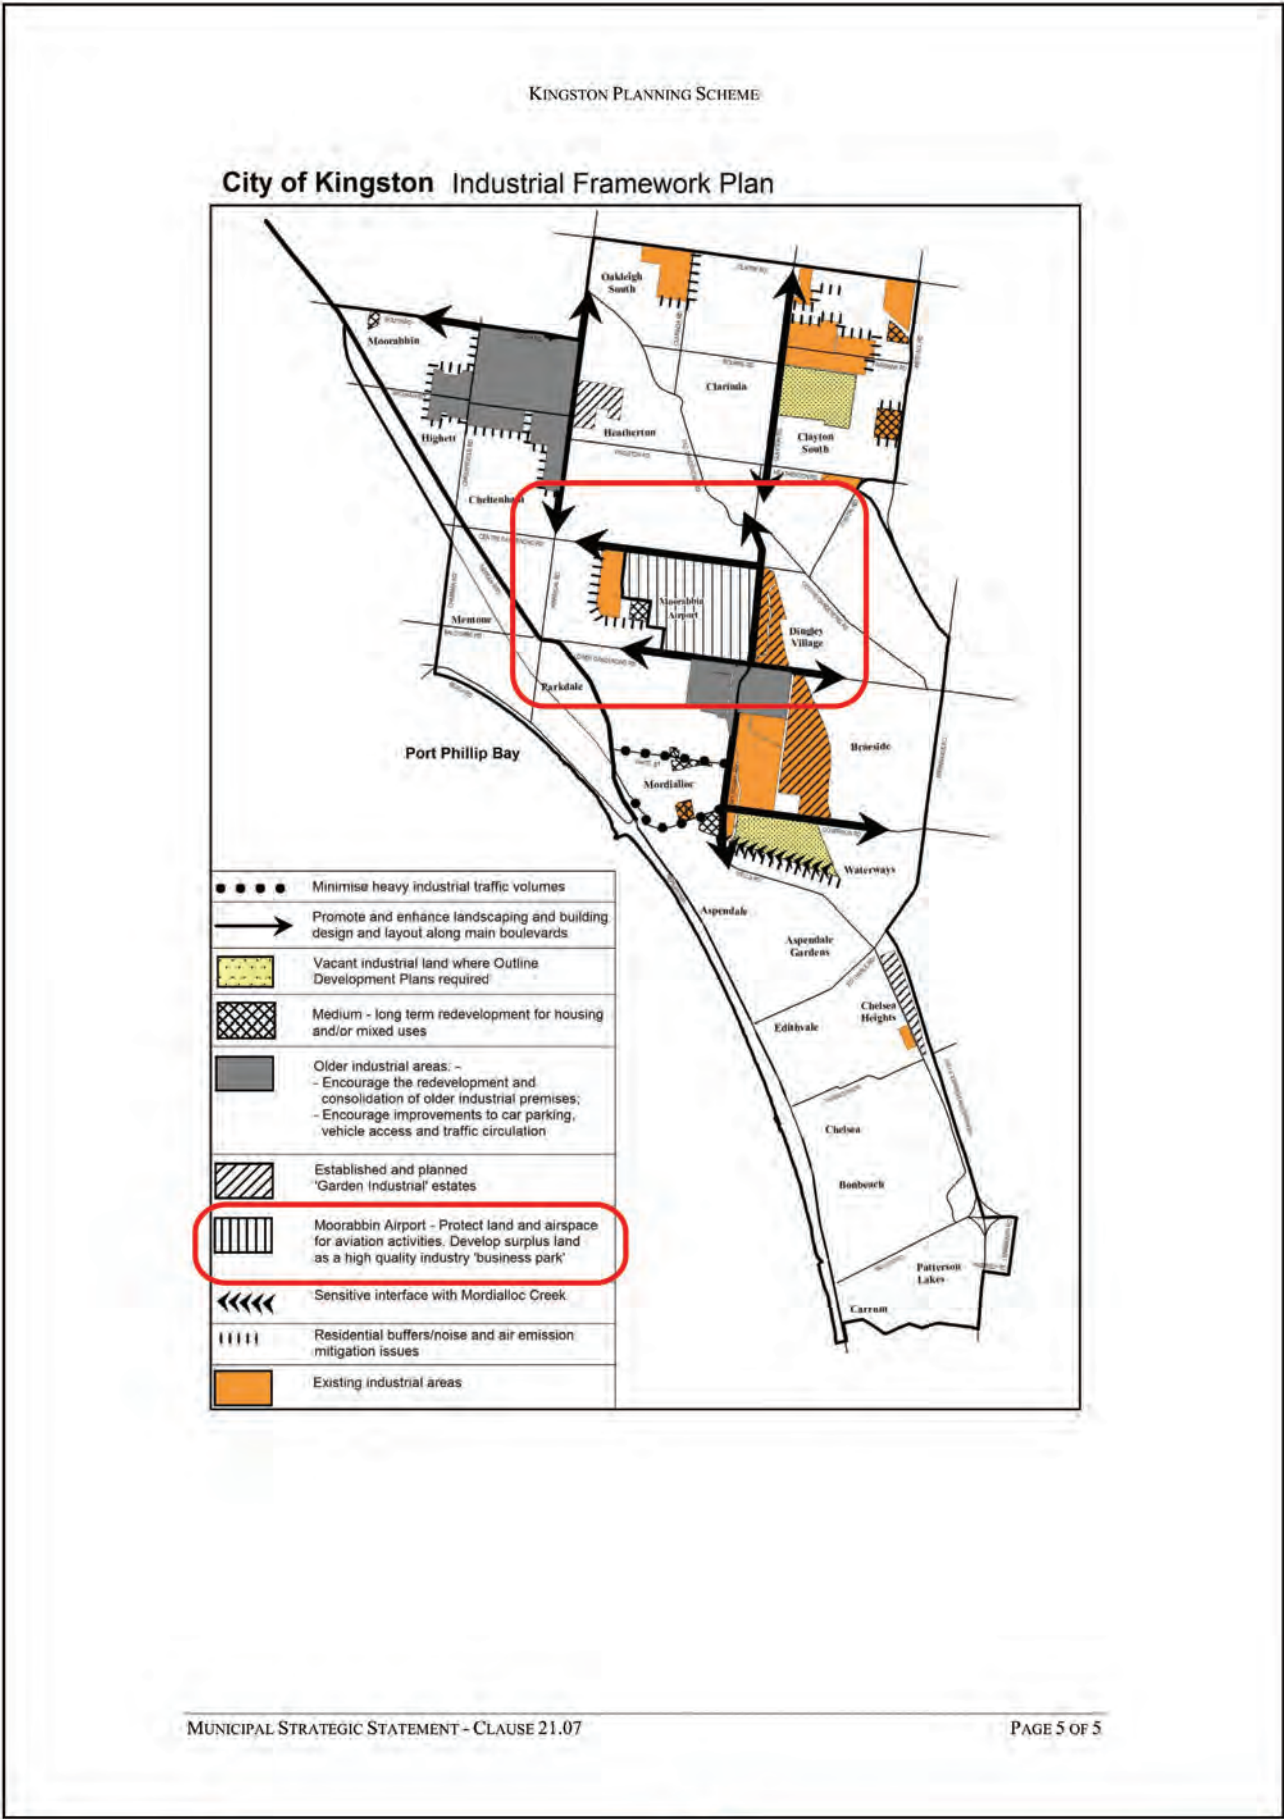 KINGSTON PLANNING SCHEME
City of Kingston Industrial Framework Plan
Oakleigh
South
Moorabbin
Clarinda
Heatherton
Clayton
South
Highett
Cheltenham
CENTRE DANDENONG RD
Moorabbin
Airport
Dingley
Village
Mentone
LOWER DANDENONG RD
Parkdale
Braeside
Port Phillip Bay
Mordialloc
Waterways
Aspendale
Aspendale
Gardens
Chelsea
Heights
Edithvale
Chelsea
Bonbeach
Patterson
Lakes
Carrum
Minimise heavy industrial traffic volumes
Promote and enhance landscaping and building
design and layout along main boulevards
Vacant industrial land where Outline
Development Plans required
Medium - long term redevelopment for housing
and/or mixed uses
Older industrial areas: -
- Encourage the redevelopment and
consolidation of older industrial premises;
- Encourage improvements to car parking,
vehicle access and traffic circulation
Established and planned
'Garden Industrial' estates
Moorabbin Airport - Protect land and airspace
for aviation activities. Develop surplus land
as a high quality industry 'business park'
Sensitive interface with Mordialloc Creek
Residential buffers/noise and air emission
mitigation issues
Existing industrial areas
MUNICIPAL STRATEGIC STATEMENT - CLAUSE 21.07
PAGE 5 OF 5